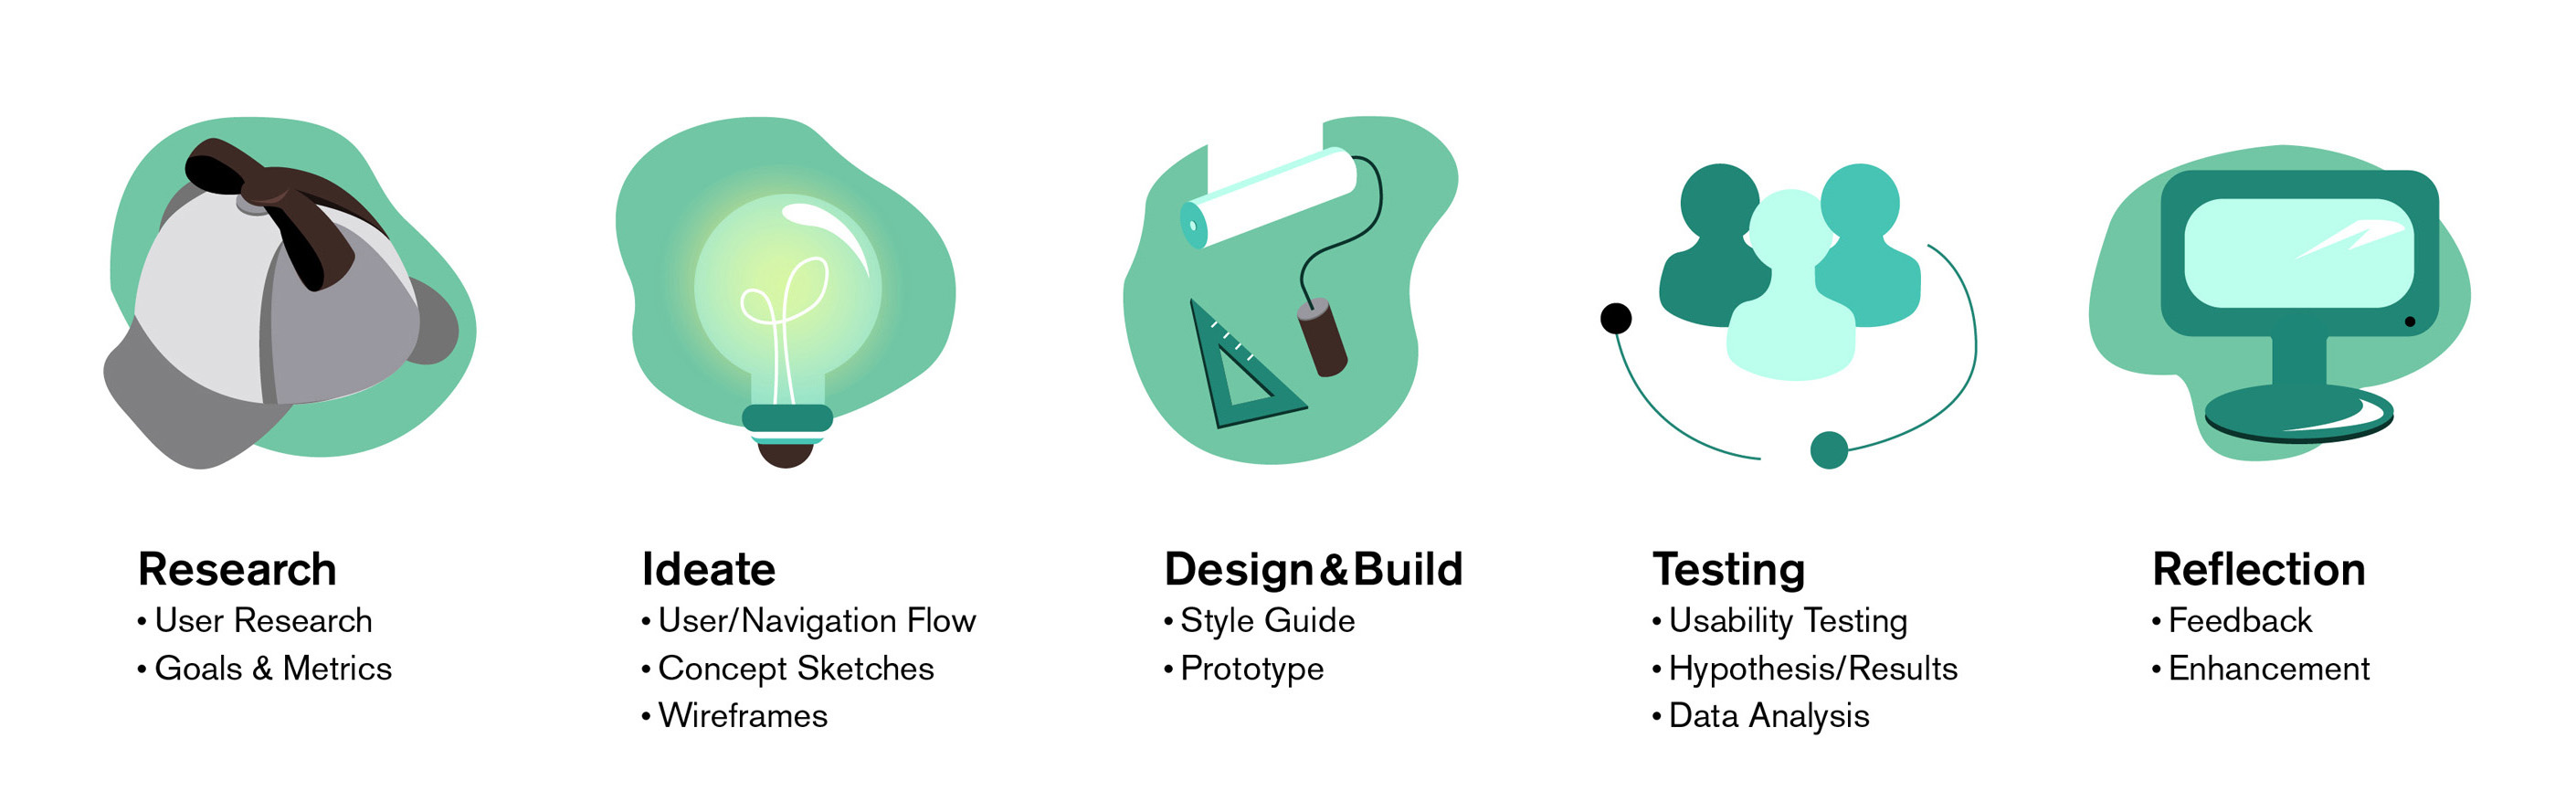 Research
• User Research
• Goals & Metrics
Ideate
• User/Navigation Flow
• Concept Sketches
• Wireframes
Design & Build
• Style Guide
• Prototype
Testing
• Usability Testing
• Hypothesis/Results
• Data Analysis
Reflection
• Feedback
• Enhancement